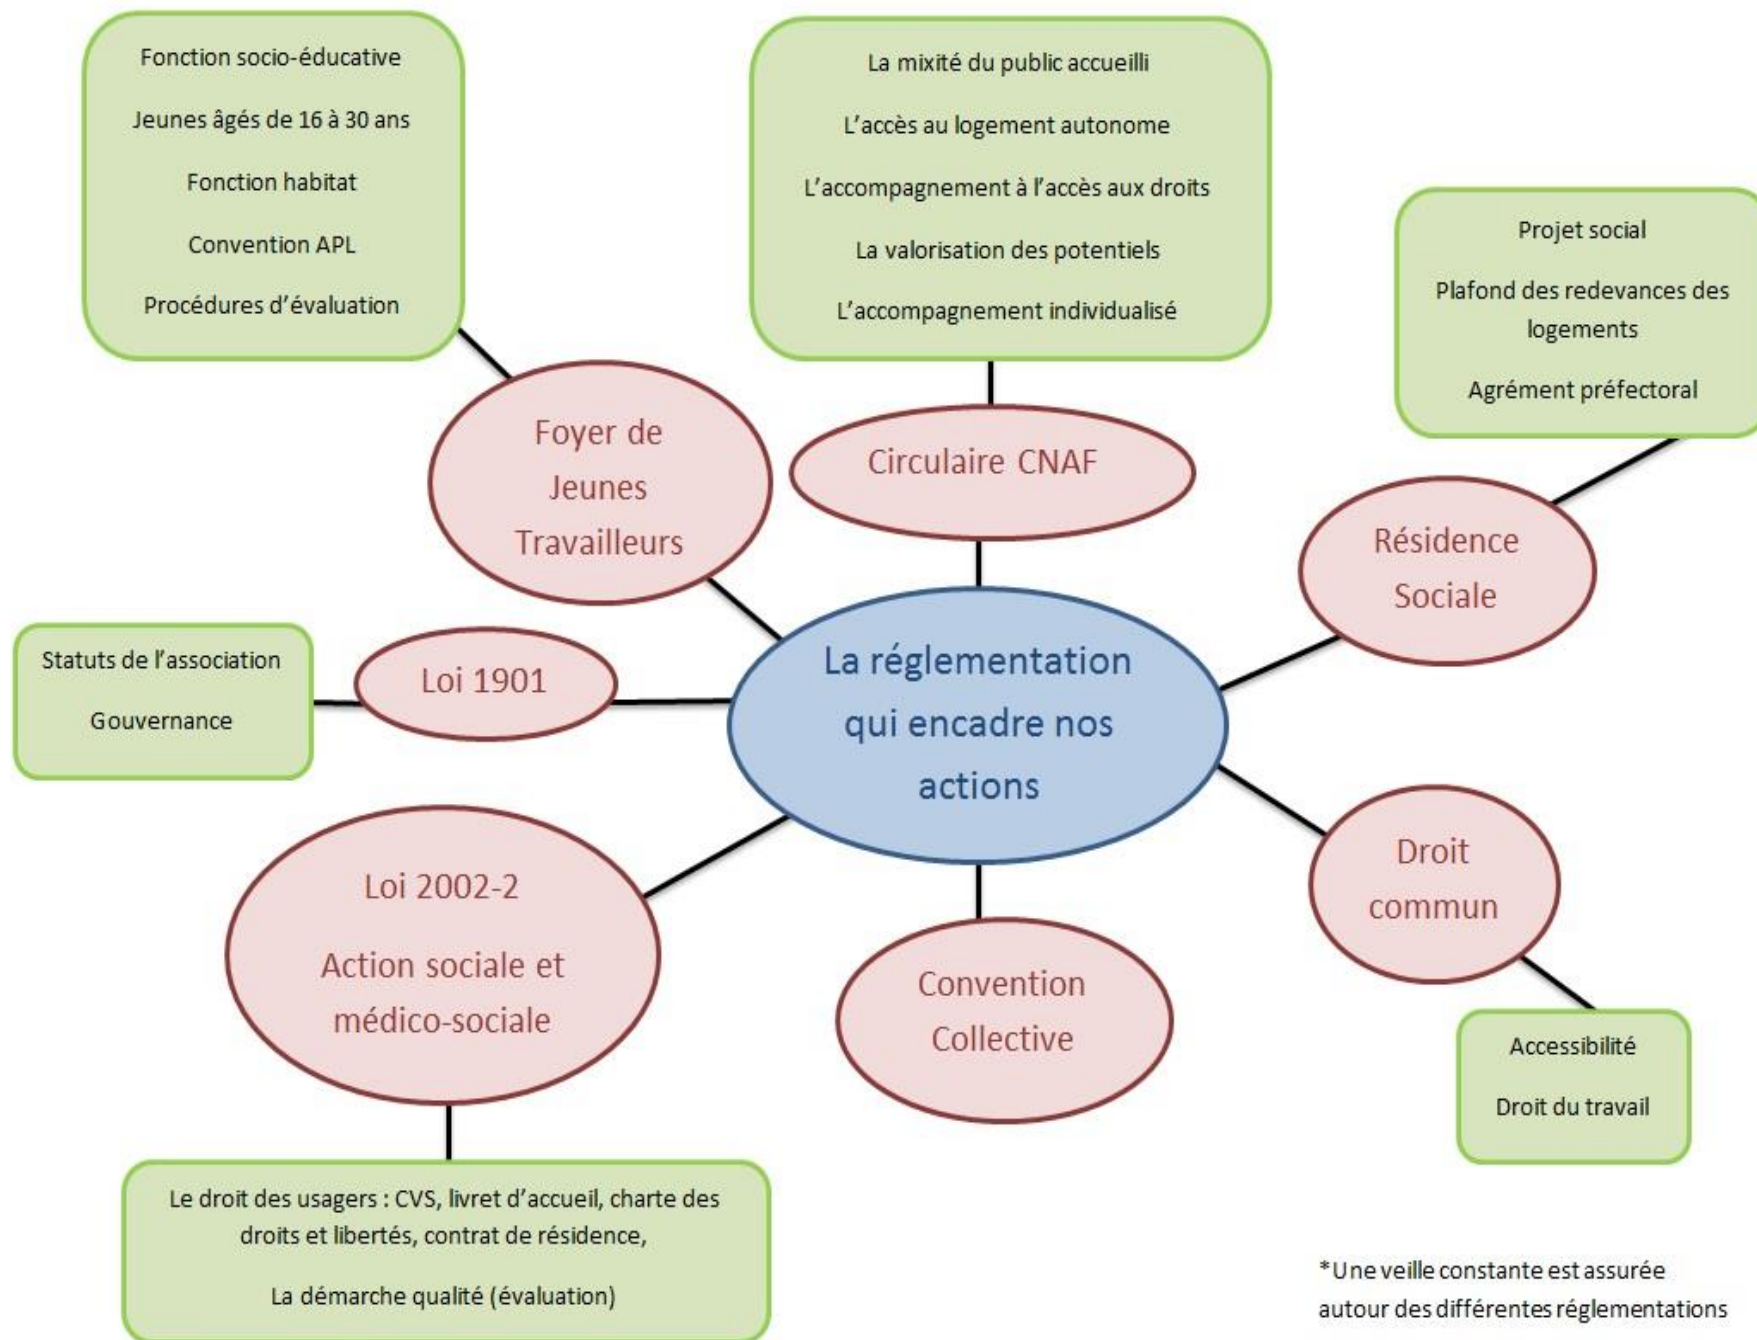 Fonction socio-éducative
Jeunes âgés de 16 à 30 ans
Fonction habitat
Convention APL
Procédures d'évaluation
La mixité du public accueilli
L'accès au logement autonome
L'accompagnement à l'accès aux droits
La valorisation des potentiels
L'accompagnement individualisé
Projet social
Plafond des redevances des
logements
Agrément préfectoral
Foyer de
Jeunes
Travailleurs
Circulaire CNAF
Résidence
Sociale
Statuts de l'association
Gouvernance
Loi 1901
La réglementation
qui encadre nos
actions
Loi 2002-2
Action sociale et
médico-sociale
Convention
Collective
Droit
commun
Accessibilité
Droit du travail
Le droit des usagers : CVS, livret d'accueil, charte des
droits et libertés, contrat de résidence,
La démarche qualité (évaluation)
*Une veille constante est assurée
autour des différentes réglementations